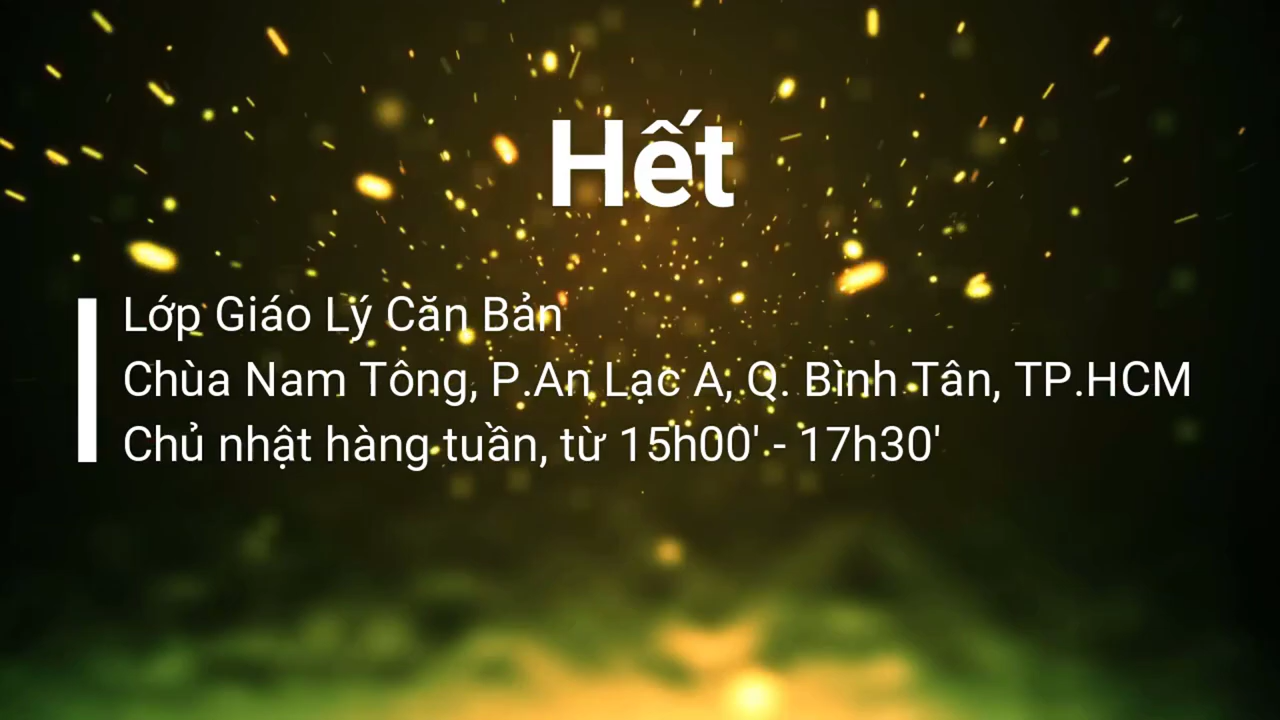 Hết
Lớp Giáo Lý Căn Bản
Chùa Nam Tông, P.An Lạc A, Q. Bình Tân, TP.HCM
Chủ nhật hàng tuần, từ 15h00' - 17h30'